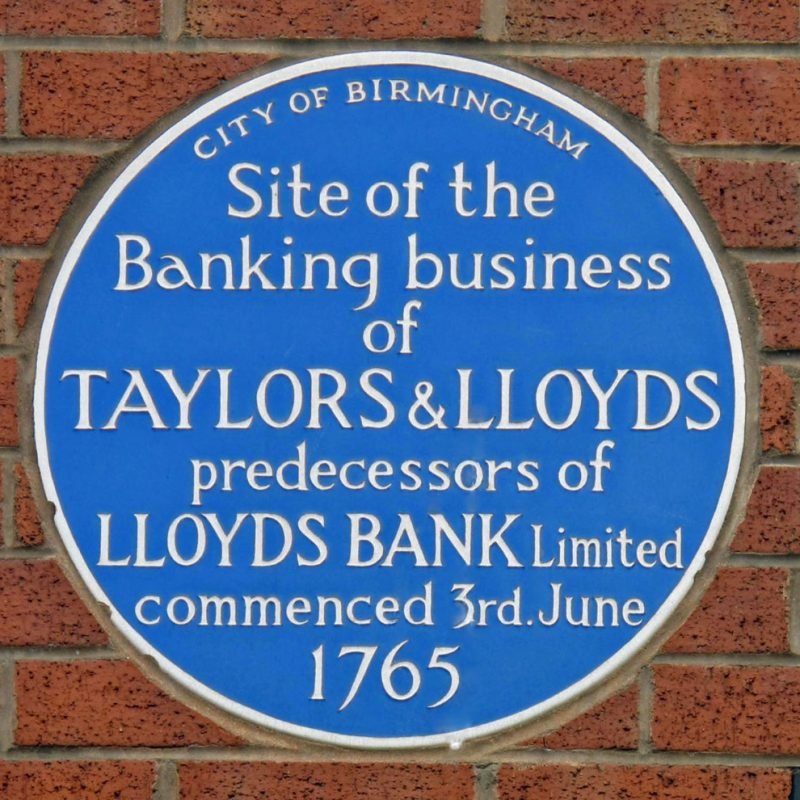 CITY OF BIRMINGHAM
Site of the
Banking business
of
TAYLORS & LLOYDS
predecessors of
LLOYDS BANK Limited
commenced 3rd. June
1765